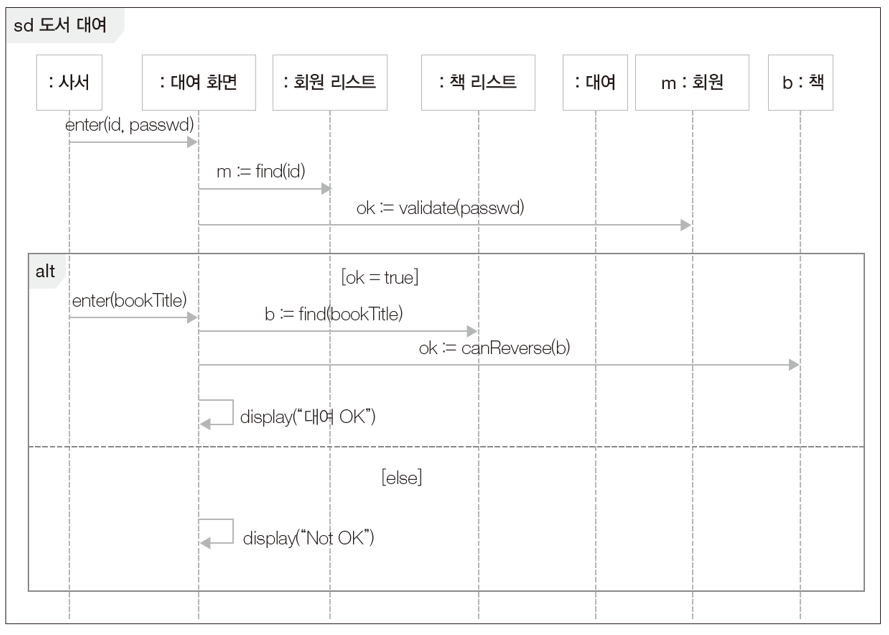 sd 도서 대여
: 사서
: 대여 화면
: 회원 리스트
: 책 리스트
: 대여
m : 회원
b : 책
enter(id, passwd)
m := find(id)
ok := validate(passwd)
alt
[ok = true]
enter(bookTitle)
b := find(bookTitle)
ok := canReverse(b)
display(“대여 OK”)
[else]
display(“Not OK”)